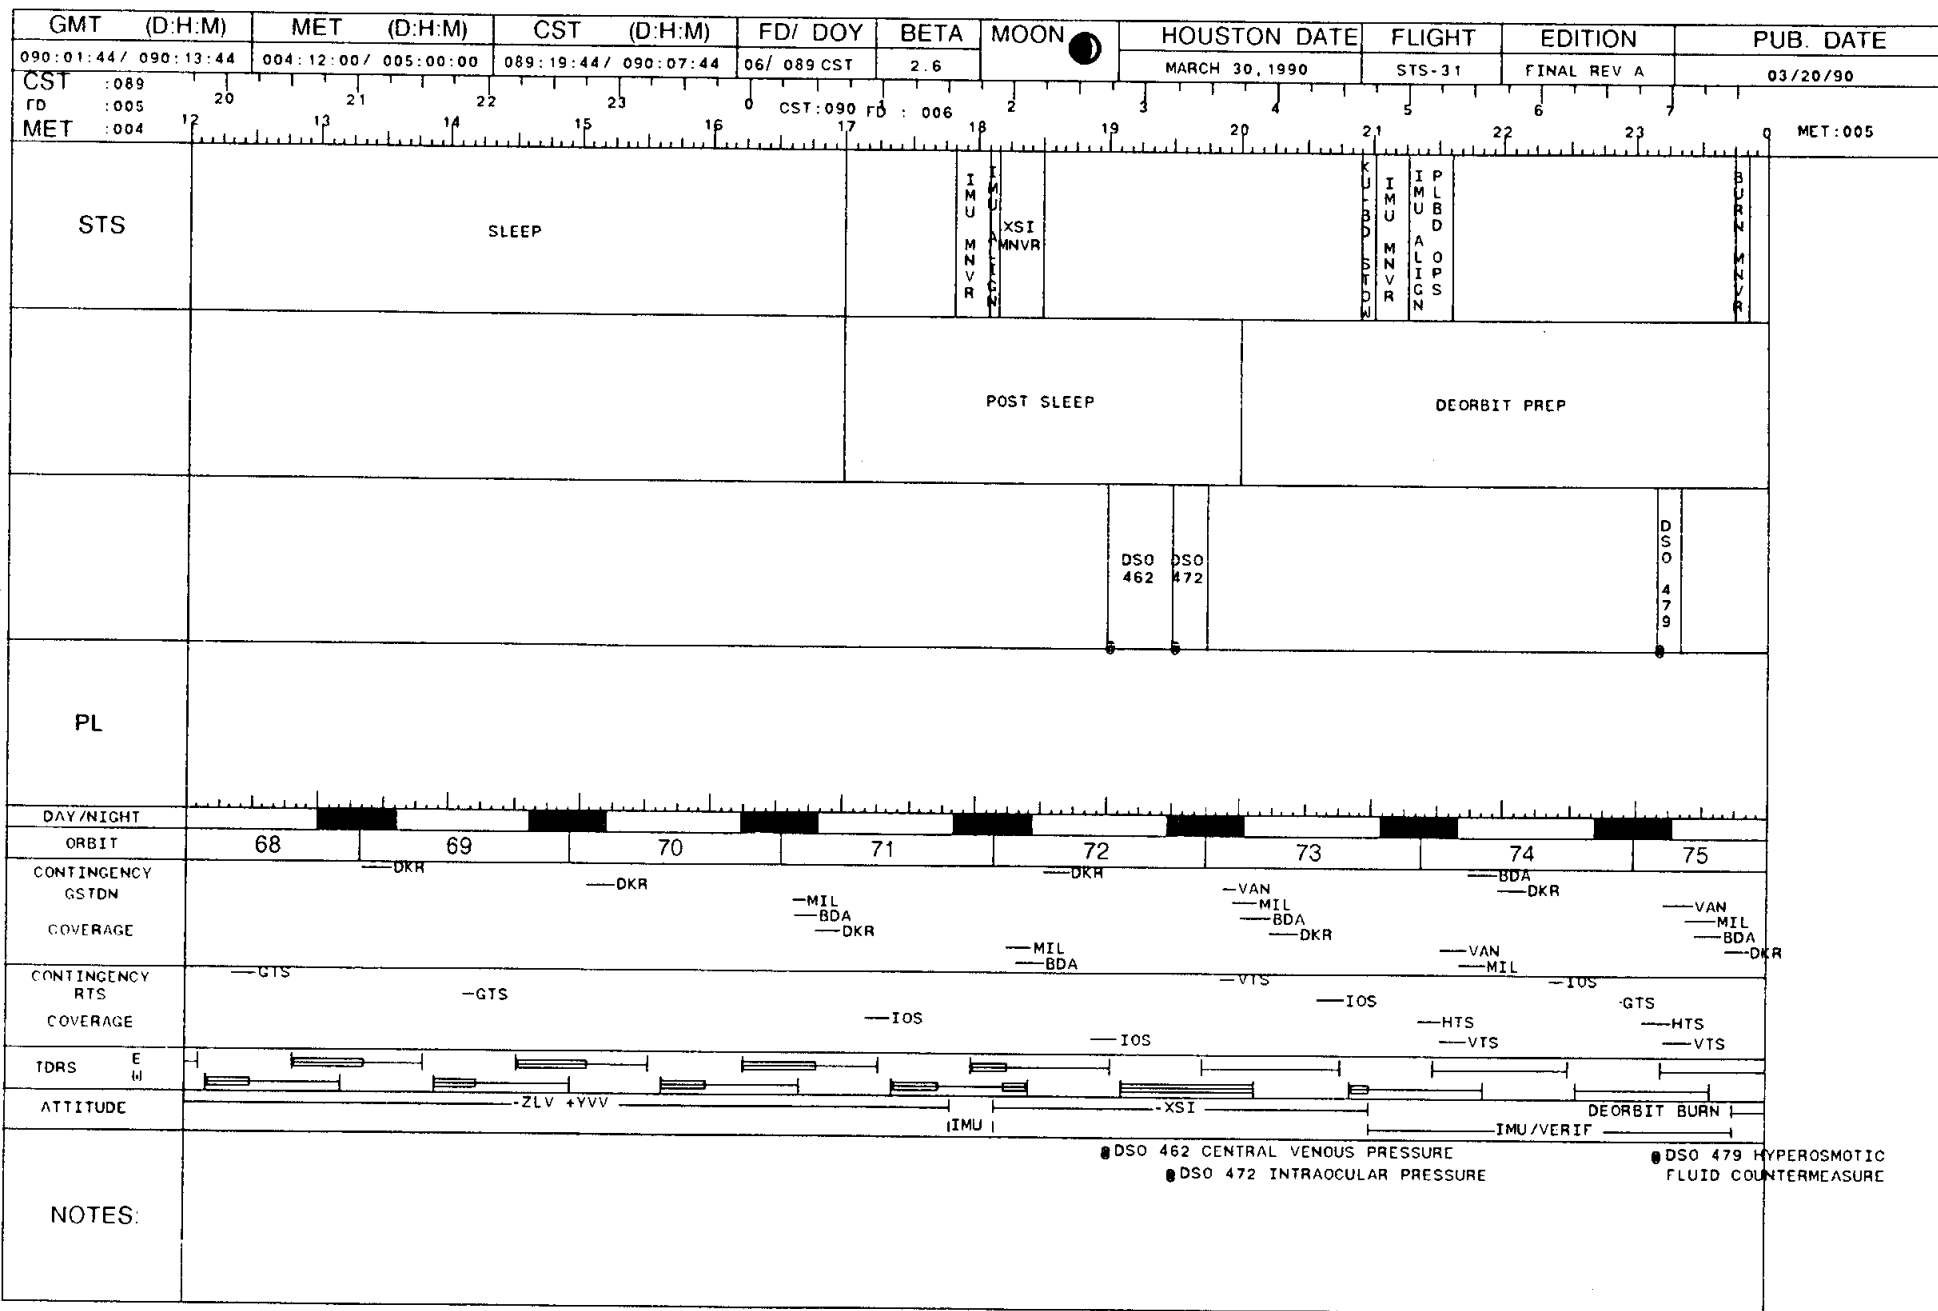 GMT (D:H:M) MET (D:H:M) CST (D:H:M) FD/ DOY BETA MOON HOUSTON DATE FLIGHT EDITION PUB. DATE
090:01:44/ 090:13:44 004:12:00/ 005:00:00 089:19:44/ 090:07:44 06/ 089 CST 2.6 MARCH 30, 1990 STS-31 FINAL REV A 03/20/90
CST :089
20 21 22 23 0 CST:090 FD : 006 1 2 3 4 5 6 7
FD :005
MET :004
12 13 14 15 16 17 18 19 20 21 22 23 0 MET:005
STS
SLEEP
IMU MNVR
IMU ALIGN
XSI
MNVR
KU-BD STOW
IMU MNVR
IMU ALIGN
PLBD OPS
BURN MNVR
POST SLEEP
DEORBIT PREP
DSO
462
DSO
472
DSO 479
PL
DAY/NIGHT
ORBIT 68 69 70 71 72 73 74 75
CONTINGENCY
GSTDN
COVERAGE
DKR DKR DKR BDA
DKR
MIL VAN
BDA MIL VAN
DKR BDA MIL
DKR BDA
MIL VAN DKR
BDA MIL
CONTINGENCY
RTS
COVERAGE
GTS VTS IOS
GTS IOS GTS
IOS HTS HTS
IOS VTS VTS
TDRS E
W
ATTITUDE
-ZLV +YVV -XSI DEORBIT BURN
IMU IMU/VERIF
DSO 462 CENTRAL VENOUS PRESSURE
DSO 472 INTRAOCULAR PRESSURE
DSO 479 HYPEROSMOTIC
FLUID COUNTERMEASURE
NOTES: